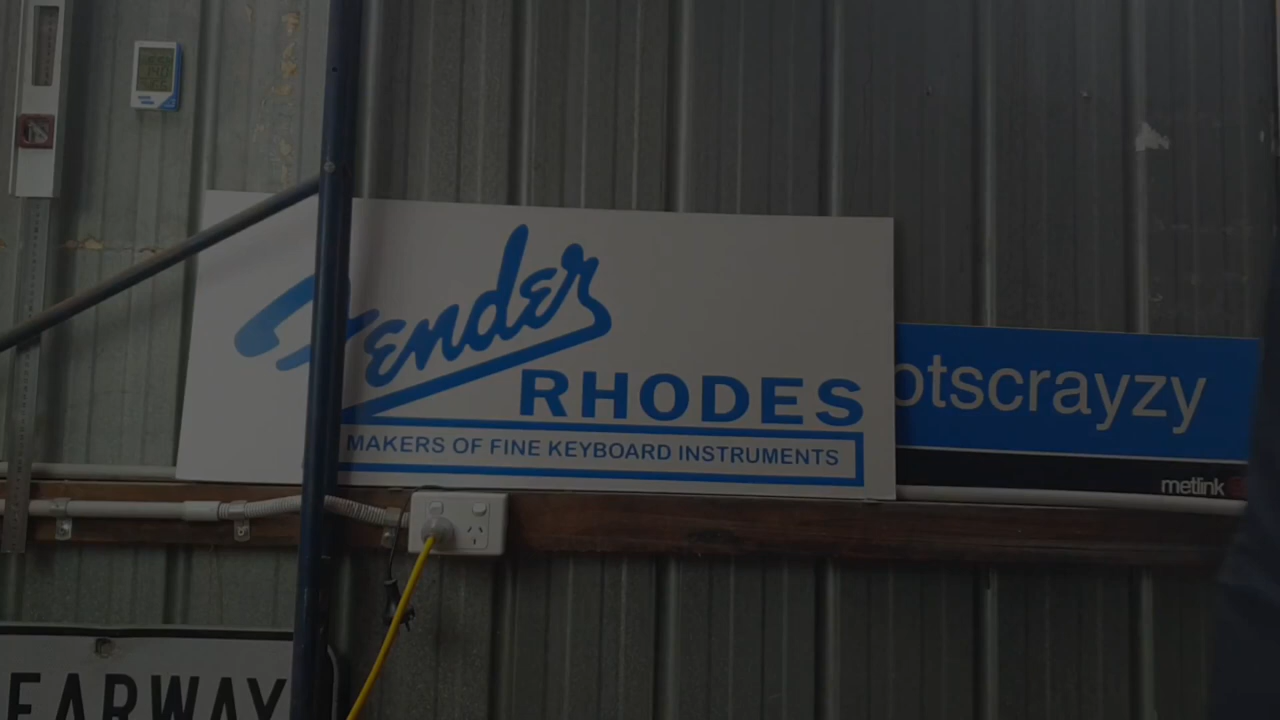 Fender
RHODES
MAKERS OF FINE KEYBOARD INSTRUMENTS
otscrayzy
metlink
EARWAY